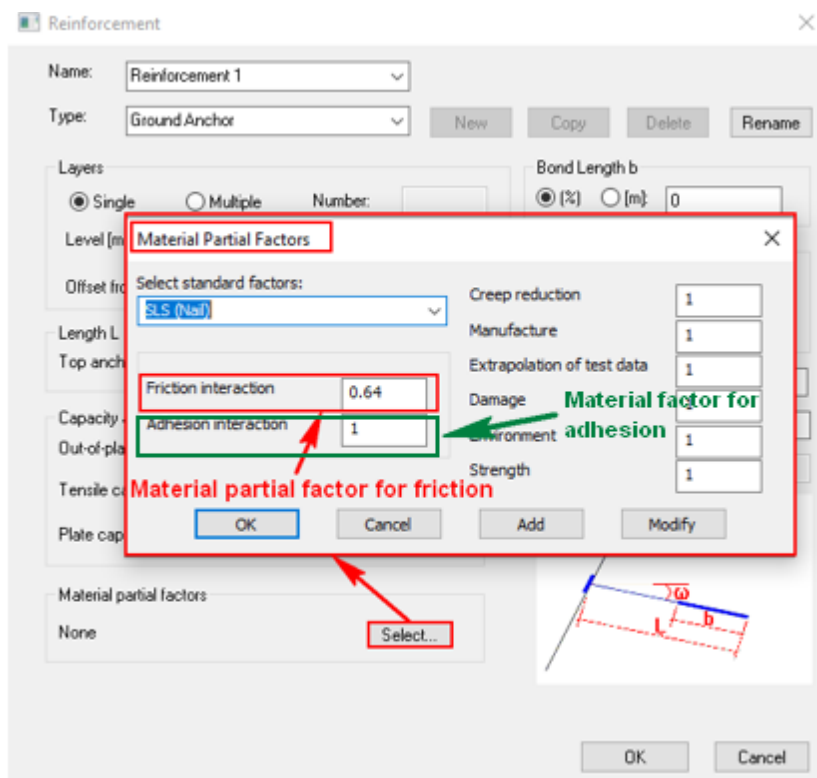 Reinforcement
Name: Reinforcement 1
Type: Ground Anchor New Copy Delete Rename
Layers
Single Multiple Number:
Bond Length b
(%) [m]: 0
Level [m
Offset fro
Length L
Top anch
Capacity
Out-of-pla
Tensile ca
Plate cap
Material Partial Factors
Select standard factors:
SLS (Nail)
Friction interaction 0.64
Adhesion interaction 1
Creep reduction 1
Manufacture 1
Extrapolation of test data 1
Damage
Environment 1
Strength 1
Material factor for
adhesion
Material partial factor for friction
OK Cancel Add Modify
Material partial factors
None Select...
ω
L b
OK Cancel